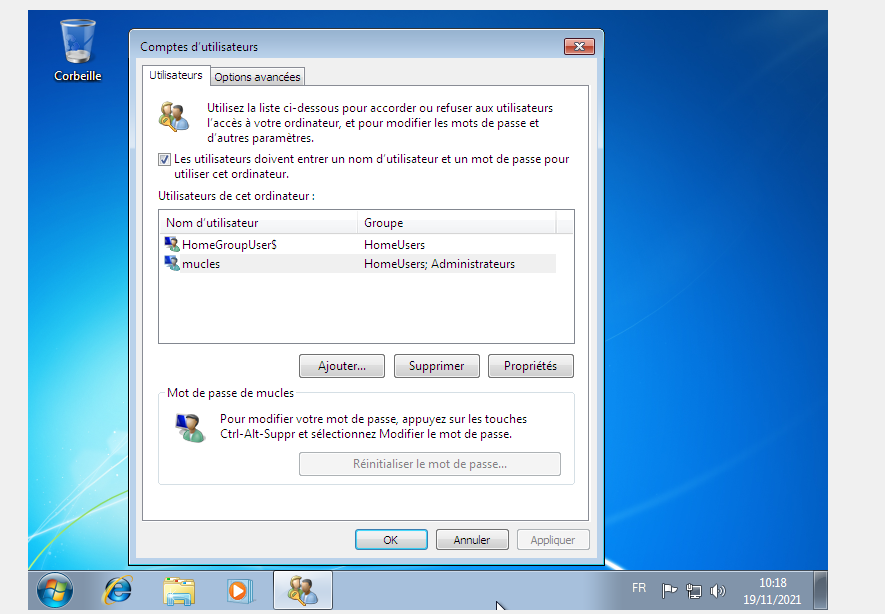 Corbeille
Comptes d'utilisateurs
Utilisateurs
Options avancées
Utilisez la liste ci-dessous pour accorder ou refuser aux utilisateurs
l'accès à votre ordinateur, et pour modifier les mots de passe et
d'autres paramètres.
Les utilisateurs doivent entrer un nom d'utilisateur et un mot de passe pour
utiliser cet ordinateur.
Utilisateurs de cet ordinateur :
Nom d'utilisateur Groupe
HomeGroupUser$ HomeUsers
mucles HomeUsers; Administrateurs
Ajouter... Supprimer Propriétés
Mot de passe de mucles
Pour modifier votre mot de passe, appuyez sur les touches
Ctrl-Alt-Suppr et sélectionnez Modifier le mot de passe.
Réinitialiser le mot de passe...
OK Annuler Appliquer
FR
10:18
19/11/2021